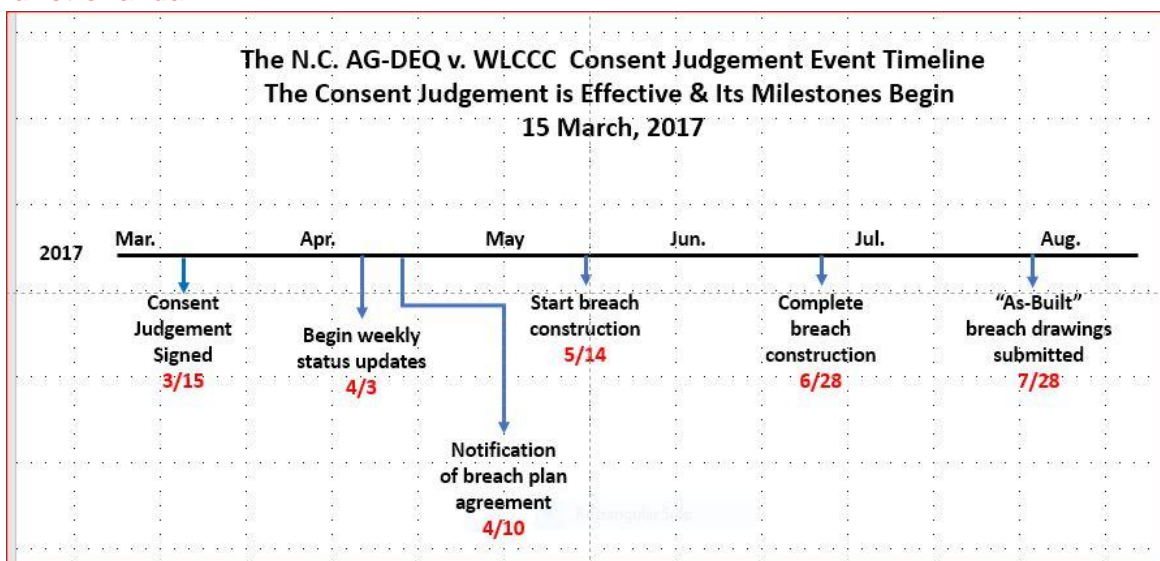 The N.C. AG-DEQ v. WLCCC Consent Judgement Event Timeline
The Consent Judgement is Effective & Its Milestones Begin
15 March, 2017
2017
Mar.
Apr.
May
Jun.
Jul.
Aug.
Consent
Judgement
Signed
3/15
Begin weekly
status updates
4/3
Notification
of breach plan
agreement
4/10
Start breach
construction
5/14
Complete
breach
construction
6/28
“As-Built”
breach drawings
submitted
7/28